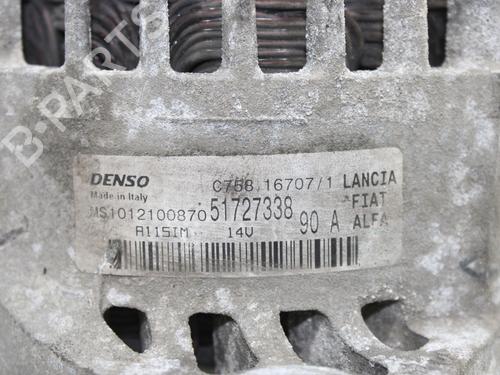 B-PARTS
DENSO C758 16707/1 LANCIA
Made in Italy
MS1012100870 51727338 FIAT
A115IM 14V 90 A ALFA